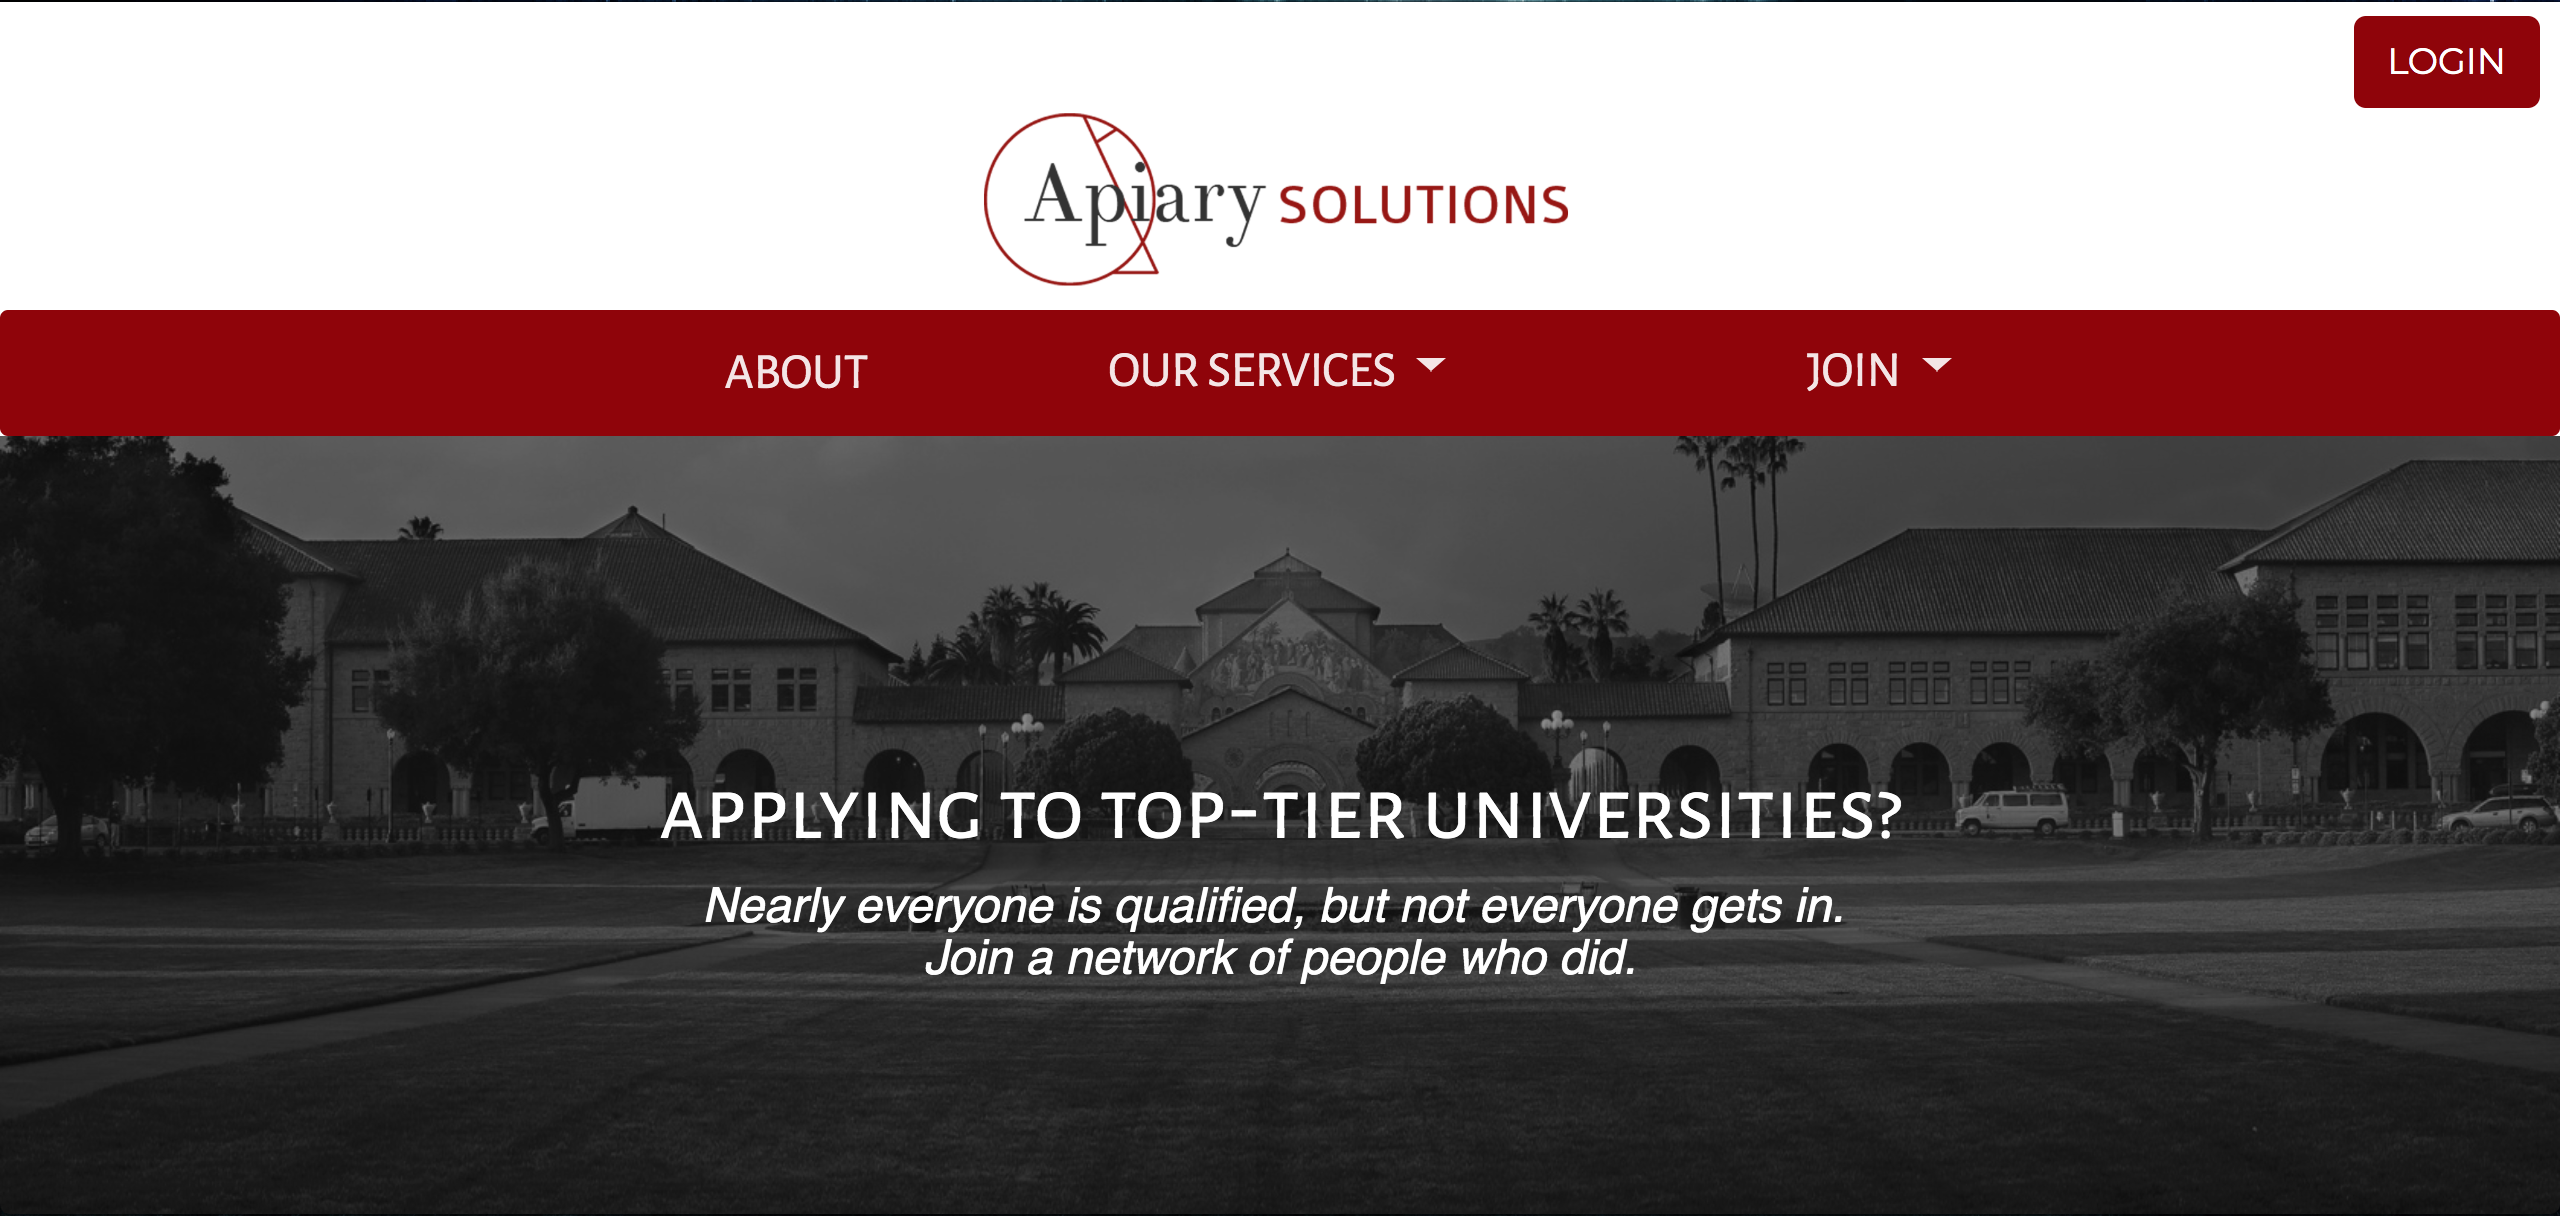 LOGIN
Apiary SOLUTIONS
ABOUT
OUR SERVICES
JOIN
APPLYING TO TOP-TIER UNIVERSITIES?
Nearly everyone is qualified, but not everyone gets in.
Join a network of people who did.